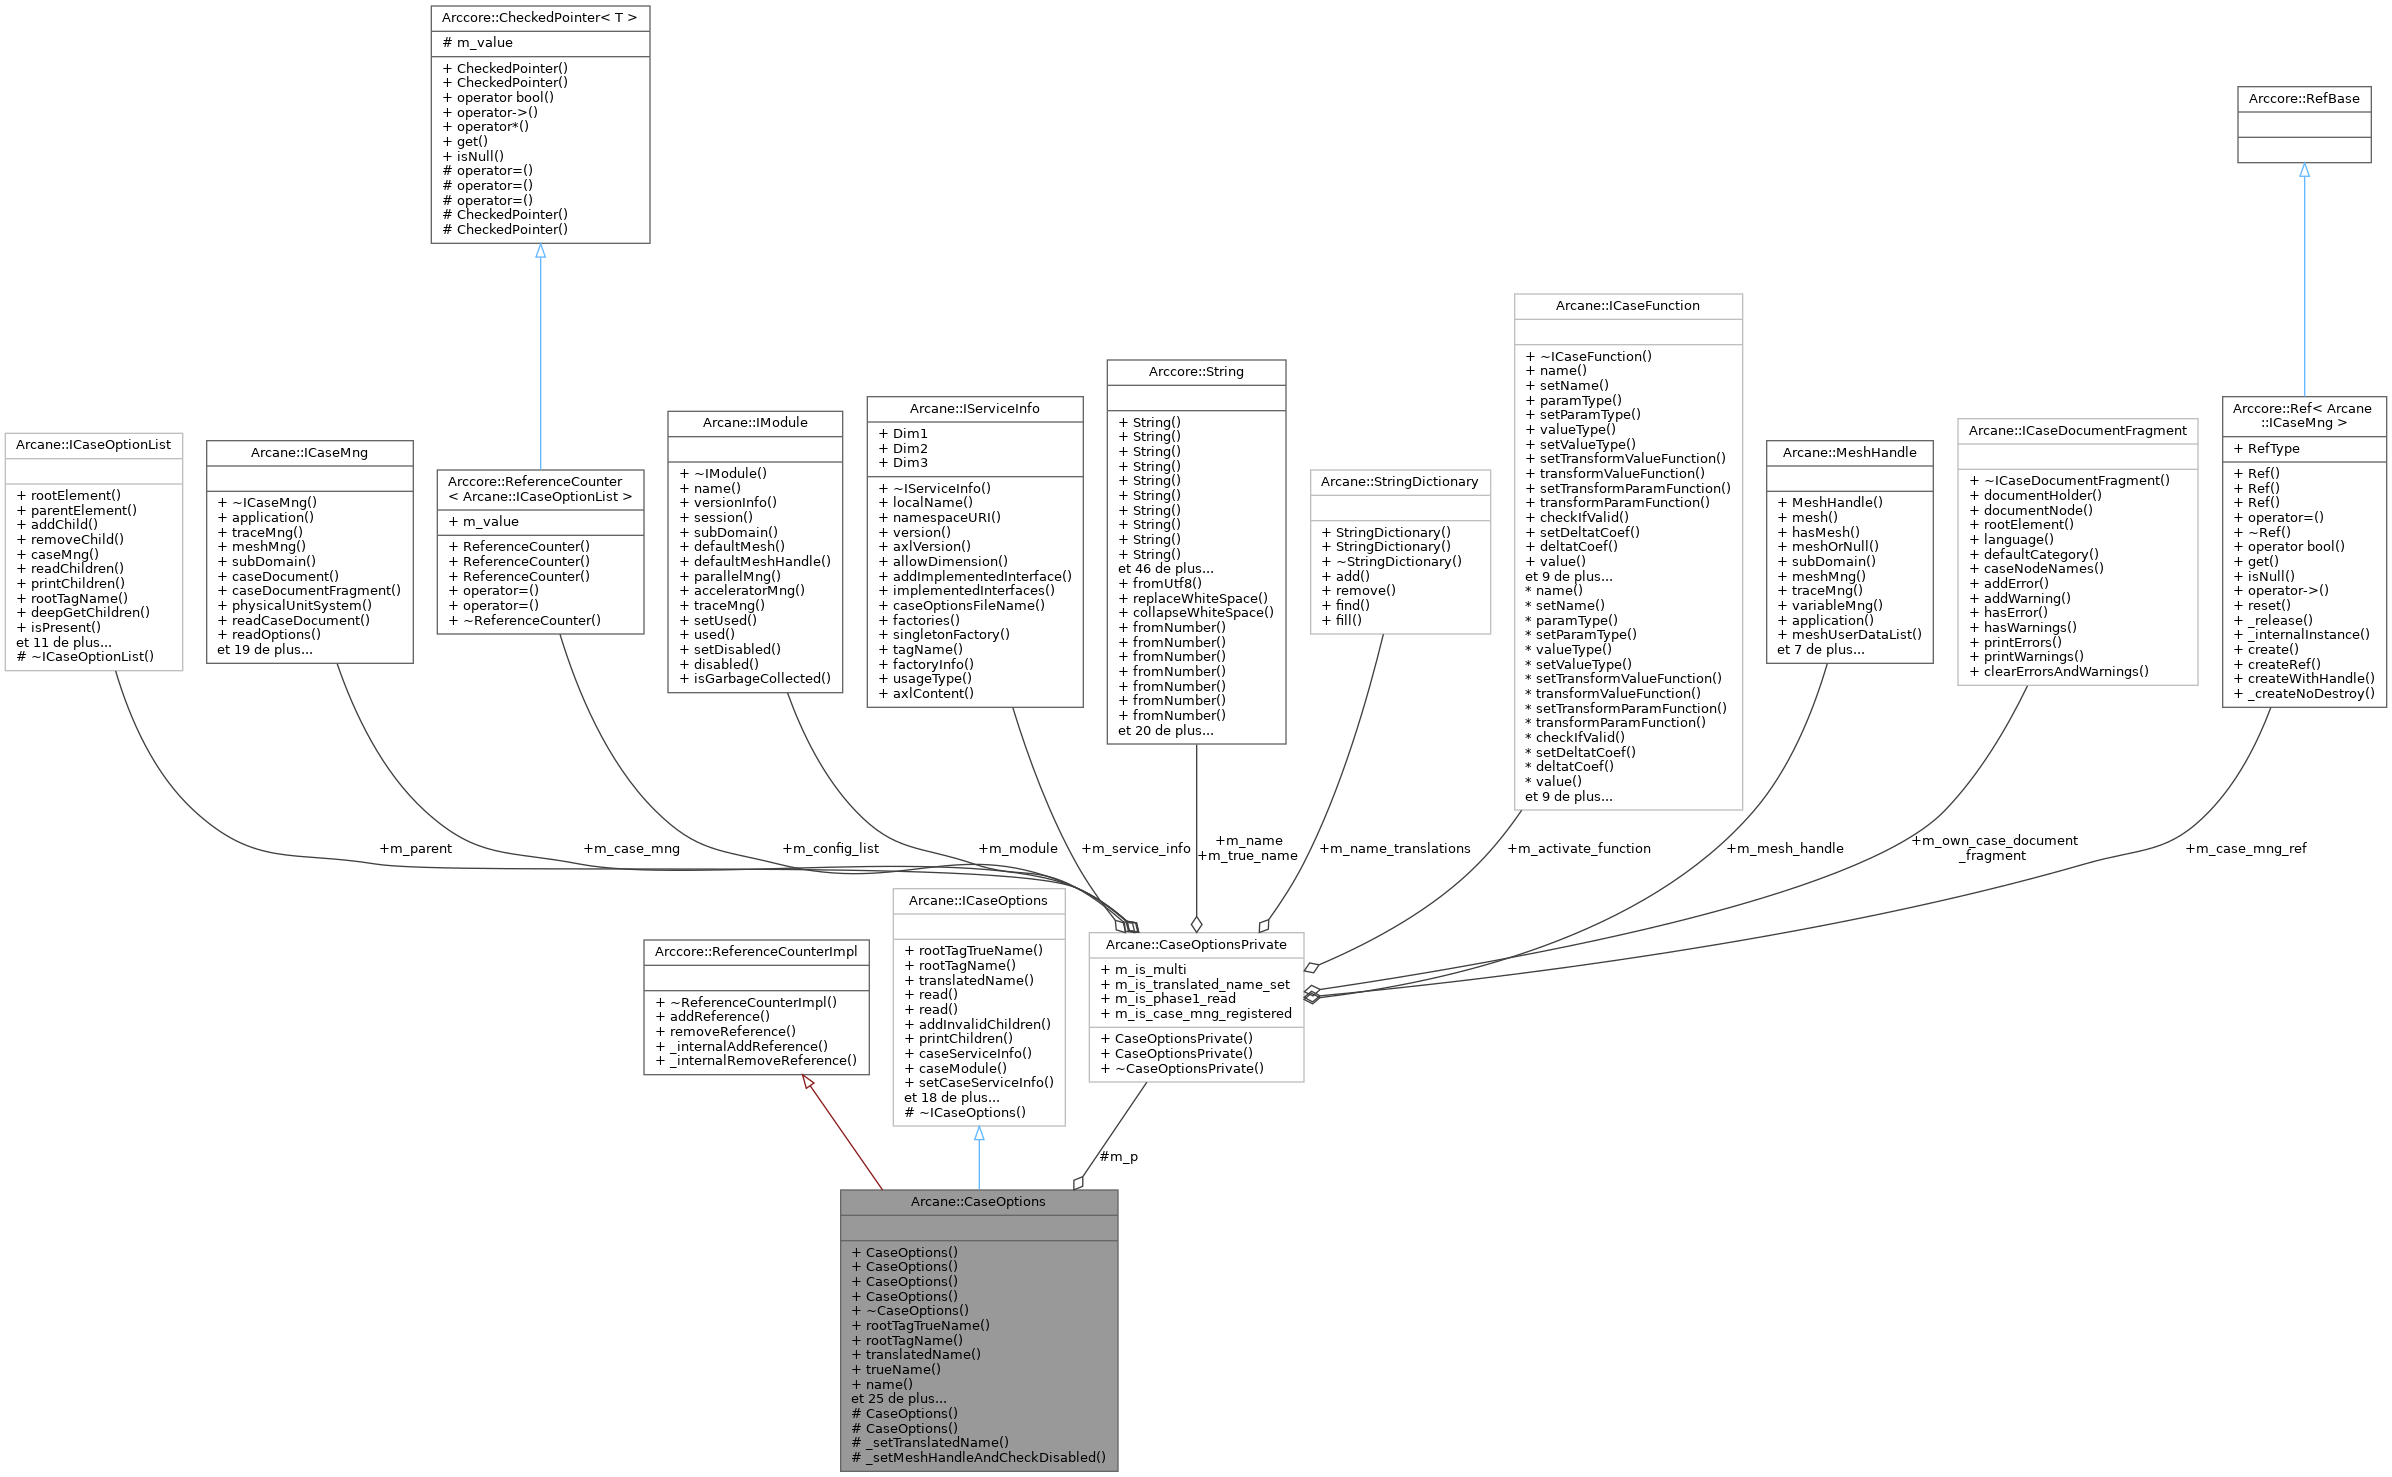 Arccore::CheckedPointer< T >
# m_value
+ CheckedPointer()
+ CheckedPointer()
+ operator bool()
+ operator->()
+ operator*()
+ get()
+ isNull()
# operator=()
# operator=()
# operator=()
# CheckedPointer()
# CheckedPointer()
Arccore::RefBase
Arcane::ICaseOptionList
+ rootElement()
+ parentElement()
+ addChild()
+ removeChild()
+ caseMng()
+ readChildren()
+ printChildren()
+ rootTagName()
+ deepGetChildren()
+ isPresent()
et 11 de plus...
# ~ICaseOptionList()
Arcane::ICaseMng
+ ~ICaseMng()
+ application()
+ traceMng()
+ meshMng()
+ subDomain()
+ caseDocument()
+ caseDocumentFragment()
+ physicalUnitSystem()
+ readCaseDocument()
+ readOptions()
et 19 de plus...
Arccore::ReferenceCounter
< Arcane::ICaseOptionList >
+ m_value
+ ReferenceCounter()
+ ReferenceCounter()
+ ReferenceCounter()
+ operator=()
+ operator=()
+ ~ReferenceCounter()
Arcane::IModule
+ ~IModule()
+ name()
+ versionInfo()
+ session()
+ subDomain()
+ defaultMesh()
+ defaultMeshHandle()
+ parallelMng()
+ acceleratorMng()
+ traceMng()
+ setUsed()
+ used()
+ setDisabled()
+ disabled()
+ isGarbageCollected()
Arcane::IServiceInfo
+ Dim1
+ Dim2
+ Dim3
+ ~IServiceInfo()
+ localName()
+ namespaceURI()
+ version()
+ axlVersion()
+ allowDimension()
+ addImplementedInterface()
+ implementedInterfaces()
+ caseOptionsFileName()
+ factories()
+ singletonFactory()
+ tagName()
+ factoryInfo()
+ usageType()
+ axlContent()
Arccore::String
+ String()
+ String()
+ String()
+ String()
+ String()
+ String()
+ String()
+ String()
+ String()
+ String()
et 46 de plus...
+ fromUtf8()
+ replaceWhiteSpace()
+ collapseWhiteSpace()
+ fromNumber()
+ fromNumber()
+ fromNumber()
+ fromNumber()
+ fromNumber()
+ fromNumber()
+ fromNumber()
et 20 de plus...
Arcane::StringDictionary
+ StringDictionary()
+ StringDictionary()
+ ~StringDictionary()
+ add()
+ remove()
+ find()
+ fill()
Arcane::ICaseFunction
+ ~ICaseFunction()
+ name()
+ setName()
+ paramType()
+ setParamType()
+ valueType()
+ setValueType()
+ setTransformValueFunction()
+ transformValueFunction()
+ setTransformParamFunction()
+ transformParamFunction()
+ checkIfValid()
+ setDeltatCoef()
+ deltatCoef()
+ value()
et 9 de plus...
* name()
* setName()
* paramType()
* setParamType()
* valueType()
* setValueType()
* setTransformValueFunction()
* transformValueFunction()
* setTransformParamFunction()
* transformParamFunction()
* checkIfValid()
* setDeltatCoef()
* deltatCoef()
* value()
et 9 de plus...
Arcane::MeshHandle
+ MeshHandle()
+ mesh()
+ hasMesh()
+ meshOrNull()
+ subDomain()
+ meshMng()
+ traceMng()
+ variableMng()
+ application()
+ meshUserDataList()
et 7 de plus...
Arcane::ICaseDocumentFragment
+ ~ICaseDocumentFragment()
+ documentHolder()
+ documentNode()
+ rootElement()
+ language()
+ defaultCategory()
+ caseNodeNames()
+ addError()
+ addWarning()
+ hasError()
+ hasWarnings()
+ printErrors()
+ printWarnings()
+ clearErrorsAndWarnings()
Arccore::Ref< Arcane
::ICaseMng >
+ RefType
+ Ref()
+ Ref()
+ Ref()
+ operator=()
+ ~Ref()
+ operator bool()
+ get()
+ isNull()
+ operator->()
+ reset()
+ _release()
+ _internalInstance()
+ create()
+ createRef()
+ createWithHandle()
+ _createNoDestroy()
+m_parent
+m_case_mng
+m_config_list
+m_module
+m_service_info
+m_name
+m_true_name
+m_name_translations
+m_activate_function
+m_mesh_handle
+m_own_case_document
_fragment
+m_case_mng_ref
Arccore::ReferenceCounterImpl
+ ~ReferenceCounterImpl()
+ addReference()
+ removeReference()
+ _internalAddReference()
+ _internalRemoveReference()
Arcane::ICaseOptions
+ rootTagTrueName()
+ rootTagName()
+ translatedName()
+ read()
+ read()
+ addInvalidChildren()
+ printChildren()
+ caseServiceInfo()
+ caseModule()
+ setCaseServiceInfo()
et 18 de plus...
# ~ICaseOptions()
Arcane::CaseOptionsPrivate
+ m_is_multi
+ m_is_translated_name_set
+ m_is_phase1_read
+ m_is_case_mng_registered
+ CaseOptionsPrivate()
+ CaseOptionsPrivate()
+ ~CaseOptionsPrivate()
#m_p
Arcane::CaseOptions
+ CaseOptions()
+ CaseOptions()
+ CaseOptions()
+ CaseOptions()
+ ~CaseOptions()
+ rootTagTrueName()
+ rootTagName()
+ translatedName()
+ trueName()
+ name()
et 25 de plus...
# CaseOptions()
# CaseOptions()
# _setTranslatedName()
# _setMeshHandleAndCheckDisabled()